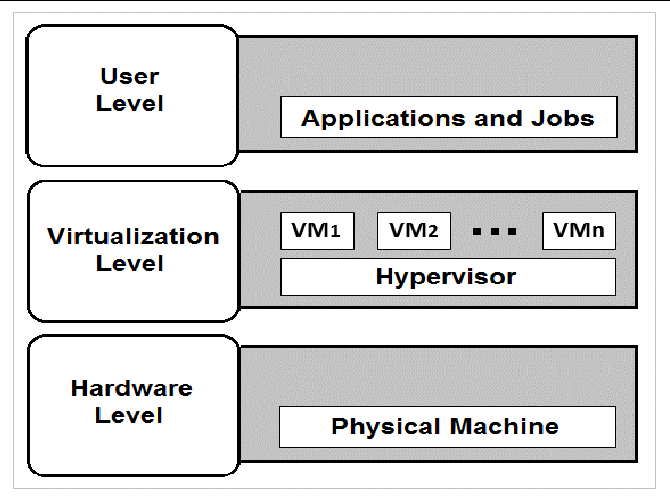 User
Level
Applications and Jobs
Virtualization
Level
VM1 VM2 ▪▪▪ VMn
Hypervisor
Hardware
Level
Physical Machine